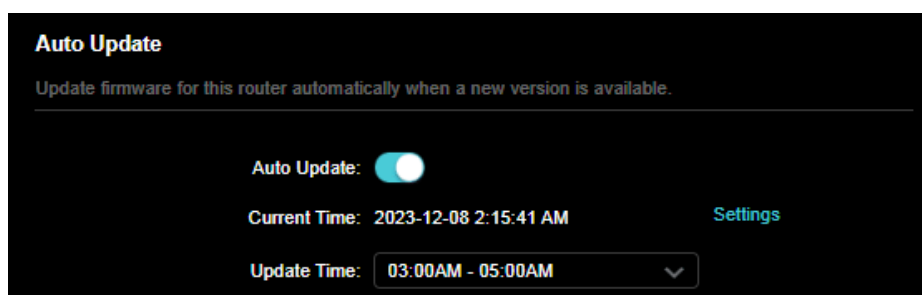 Auto Update
Update firmware for this router automatically when a new version is available.
Auto Update:
Current Time: 2023-12-08 2:15:41 AM Settings
Update Time: 03:00AM - 05:00AM